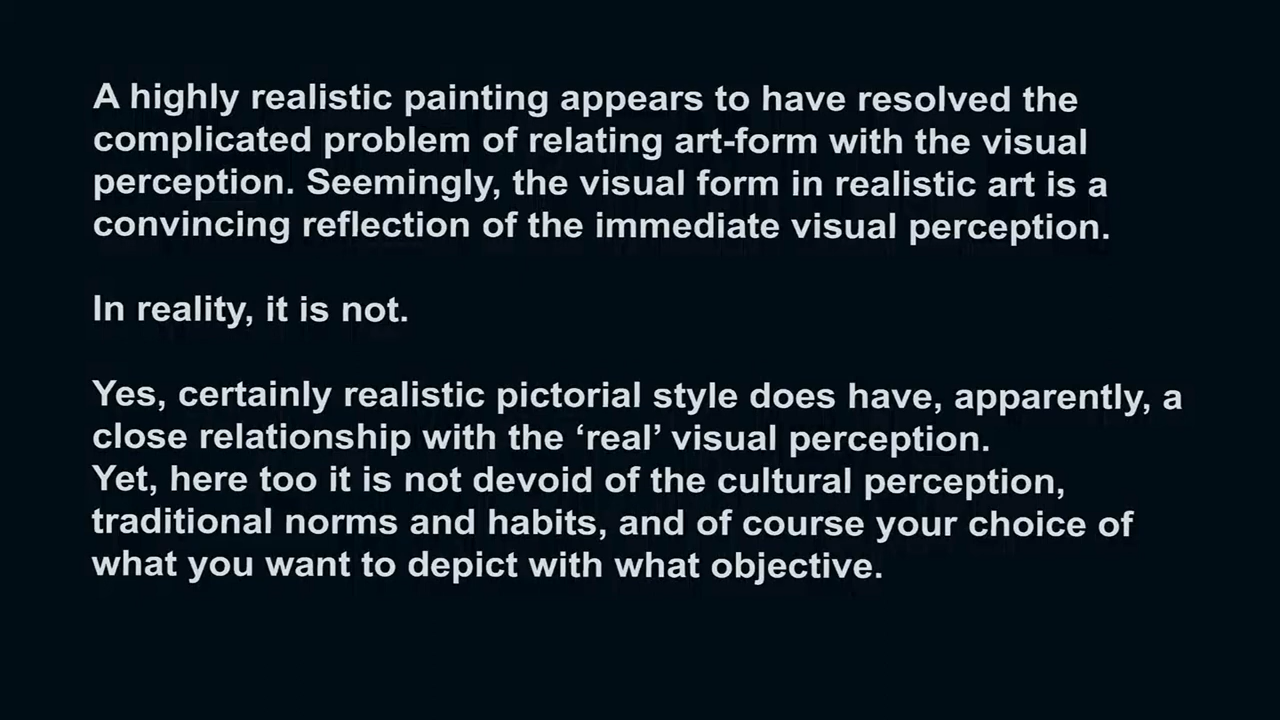 A highly realistic painting appears to have resolved the
complicated problem of relating art-form with the visual
perception. Seemingly, the visual form in realistic art is a
convincing reflection of the immediate visual perception.
In reality, it is not.
Yes, certainly realistic pictorial style does have, apparently, a
close relationship with the ‘real’ visual perception.
Yet, here too it is not devoid of the cultural perception,
traditional norms and habits, and of course your choice of
what you want to depict with what objective.